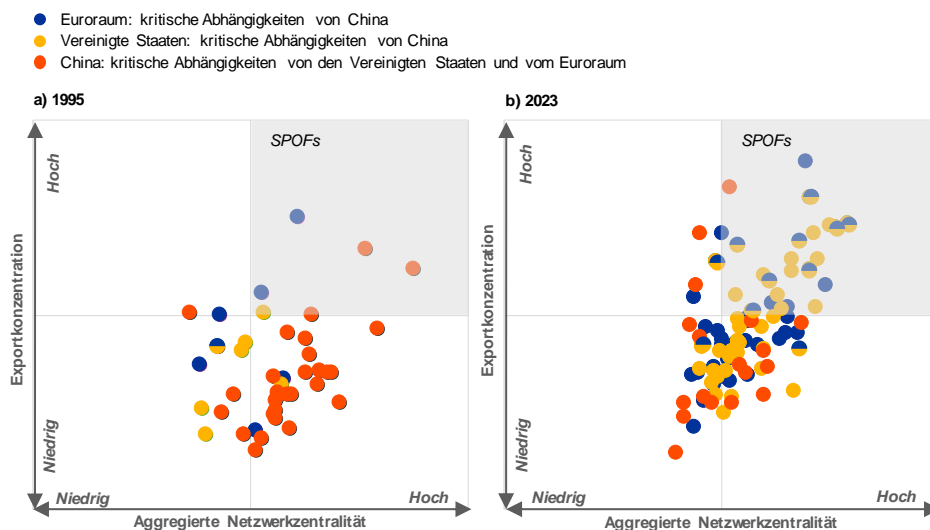 Euroraum: kritische Abhängigkeiten von China
Vereinigte Staaten: kritische Abhängigkeiten von China
China: kritische Abhängigkeiten von den Vereinigten Staaten und vom Euroraum
a) 1995
SPOFs
Hoch
Exportkonzentration
Niedrig
Niedrig
Hoch
Aggregierte Netzwerkzentralität
b) 2023
SPOFs
Hoch
Exportkonzentration
Niedrig
Niedrig
Hoch
Aggregierte Netzwerkzentralität